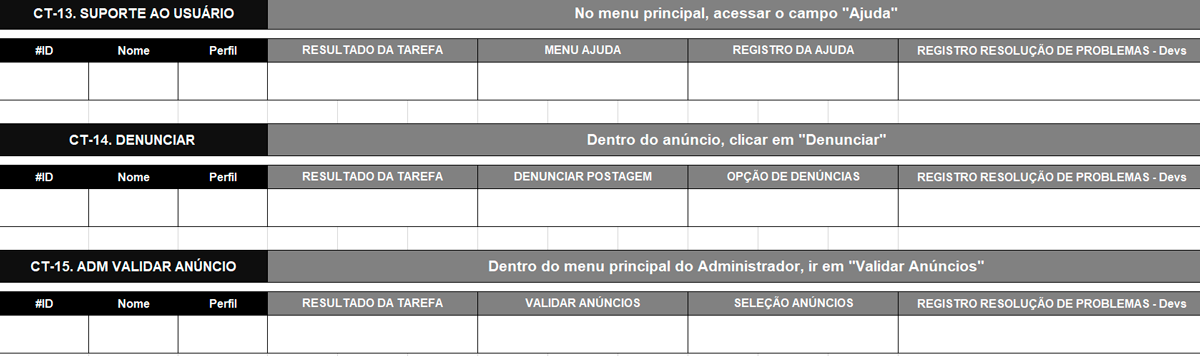 CT-13. SUPORTE AO USUÁRIO No menu principal, acessar o campo "Ajuda"
#ID Nome Perfil RESULTADO DA TAREFA MENU AJUDA REGISTRO DA AJUDA REGISTRO RESOLUÇÃO DE PROBLEMAS - Devs
CT-14. DENUNCIAR Dentro do anúncio, clicar em "Denunciar"
#ID Nome Perfil RESULTADO DA TAREFA DENUNCIAR POSTAGEM OPÇÃO DE DENÚNCIAS REGISTRO RESOLUÇÃO DE PROBLEMAS - Devs
CT-15. ADM VALIDAR ANÚNCIO Dentro do menu principal do Administrador, ir em "Validar Anúncios"
#ID Nome Perfil RESULTADO DA TAREFA VALIDAR ANÚNCIOS SELEÇÃO ANÚNCIOS REGISTRO RESOLUÇÃO DE PROBLEMAS - Devs